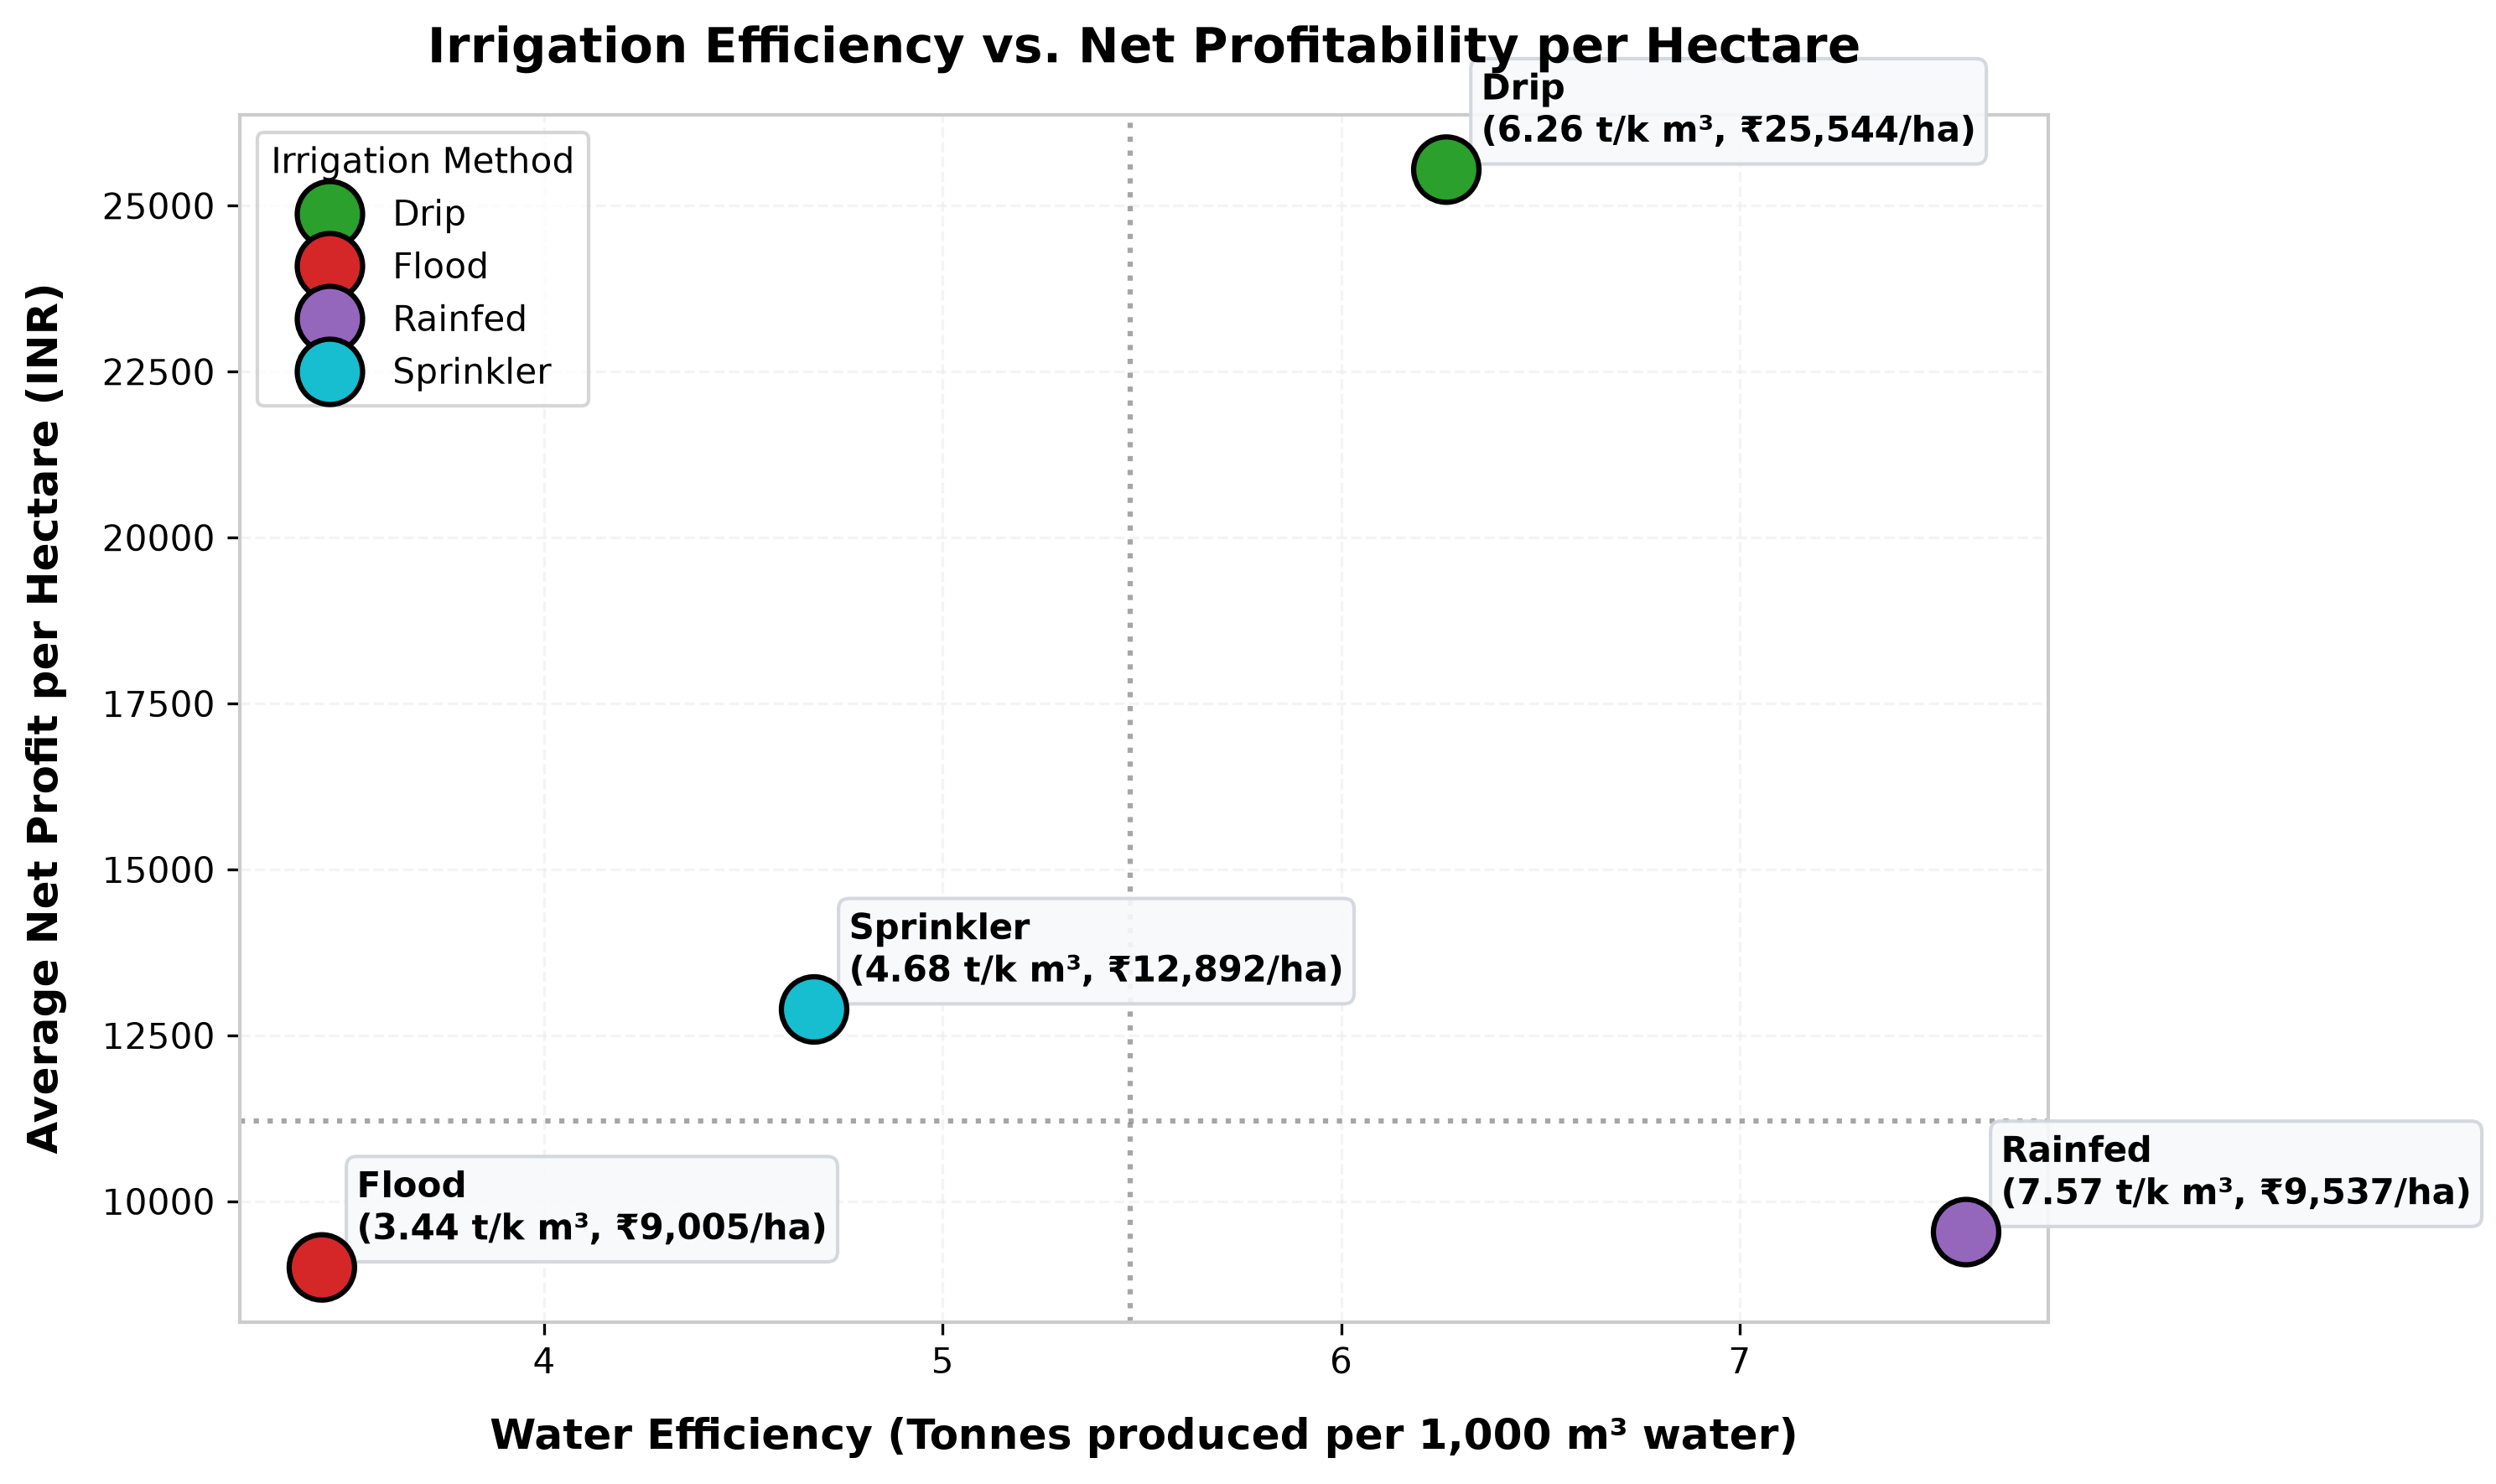 Irrigation Efficiency vs. Net Profitability per Hectare
Drip
(6.26 t/k m³, ₹25,544/ha)
Irrigation Method
Drip
Flood
Rainfed
Sprinkler
Average Net Profit per Hectare (INR)
25000
22500
20000
17500
15000
12500
10000
Sprinkler
(4.68 t/k m³, ₹12,892/ha)
Rainfed
(7.57 t/k m³, ₹9,537/ha)
Flood
(3.44 t/k m³, ₹9,005/ha)
4
5
6
7
Water Efficiency (Tonnes produced per 1,000 m³ water)